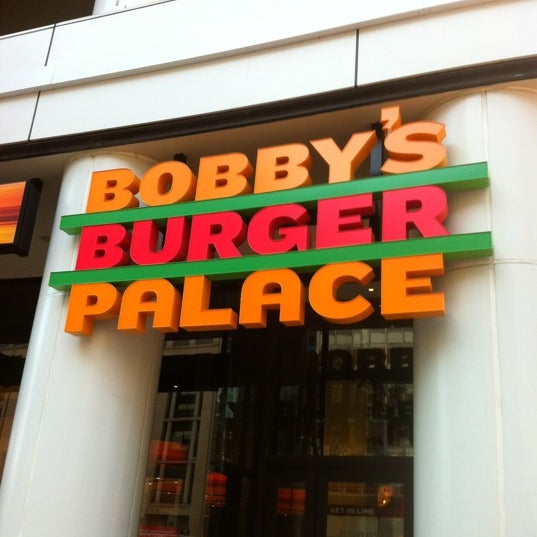 BOBBY'S
BURGER
PALACE
GET IN LINE